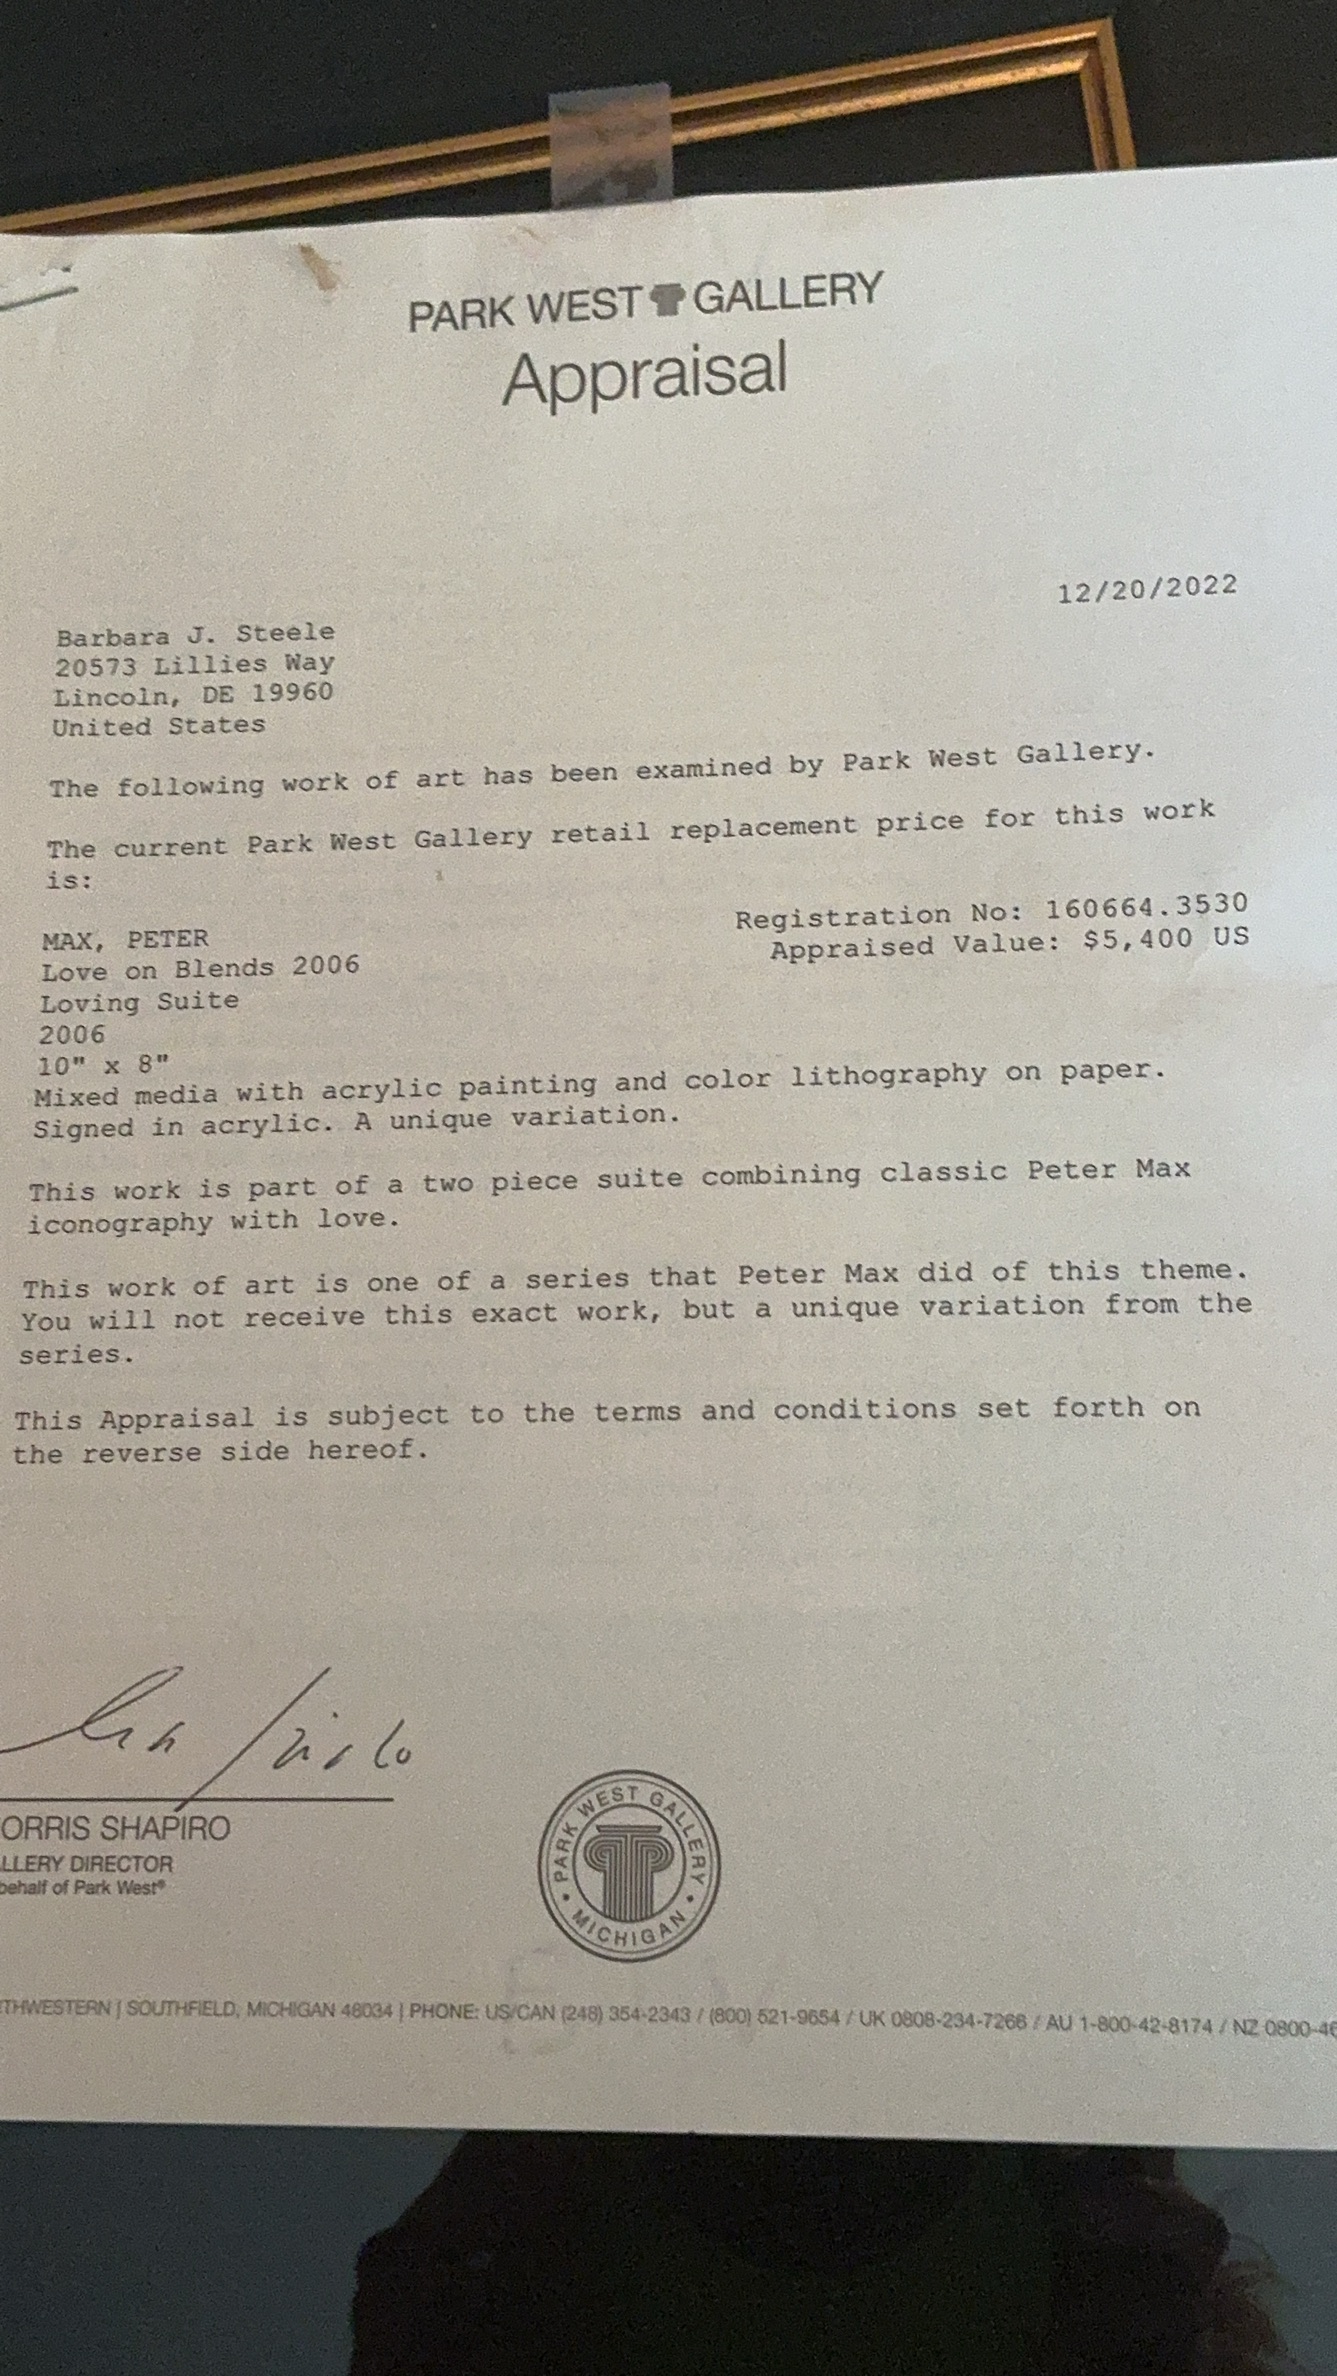 PARK WEST GALLERY
Appraisal
12/20/2022
Barbara J. Steele
20573 Lillies Way
Lincoln, DE 19960
United States
The following work of art has been examined by Park West Gallery.
The current Park West Gallery retail replacement price for this work
is:
Registration No: 160664.3530
Appraised Value: $5,400 US
MAX, PETER
Love on Blends 2006
Loving Suite
2006
10" x 8"
Mixed media with acrylic painting and color lithography on paper.
Signed in acrylic. A unique variation.
This work is part of a two piece suite combining classic Peter Max
iconography with love.
This work of art is one of a series that Peter Max did of this theme.
You will not receive this exact work, but a unique variation from the
series.
This Appraisal is subject to the terms and conditions set forth on
the reverse side hereof.
ORRIS SHAPIRO
LLERY DIRECTOR
behalf of Park West®
PARK WEST GALLERY • MICHIGAN •
THWESTERN | SOUTHFIELD, MICHIGAN 48034 | PHONE: US/CAN (248) 354-2343 / (800) 521-9654 / UK 0808-234-7266 / AU 1-800-42-8174 / NZ 0800-46